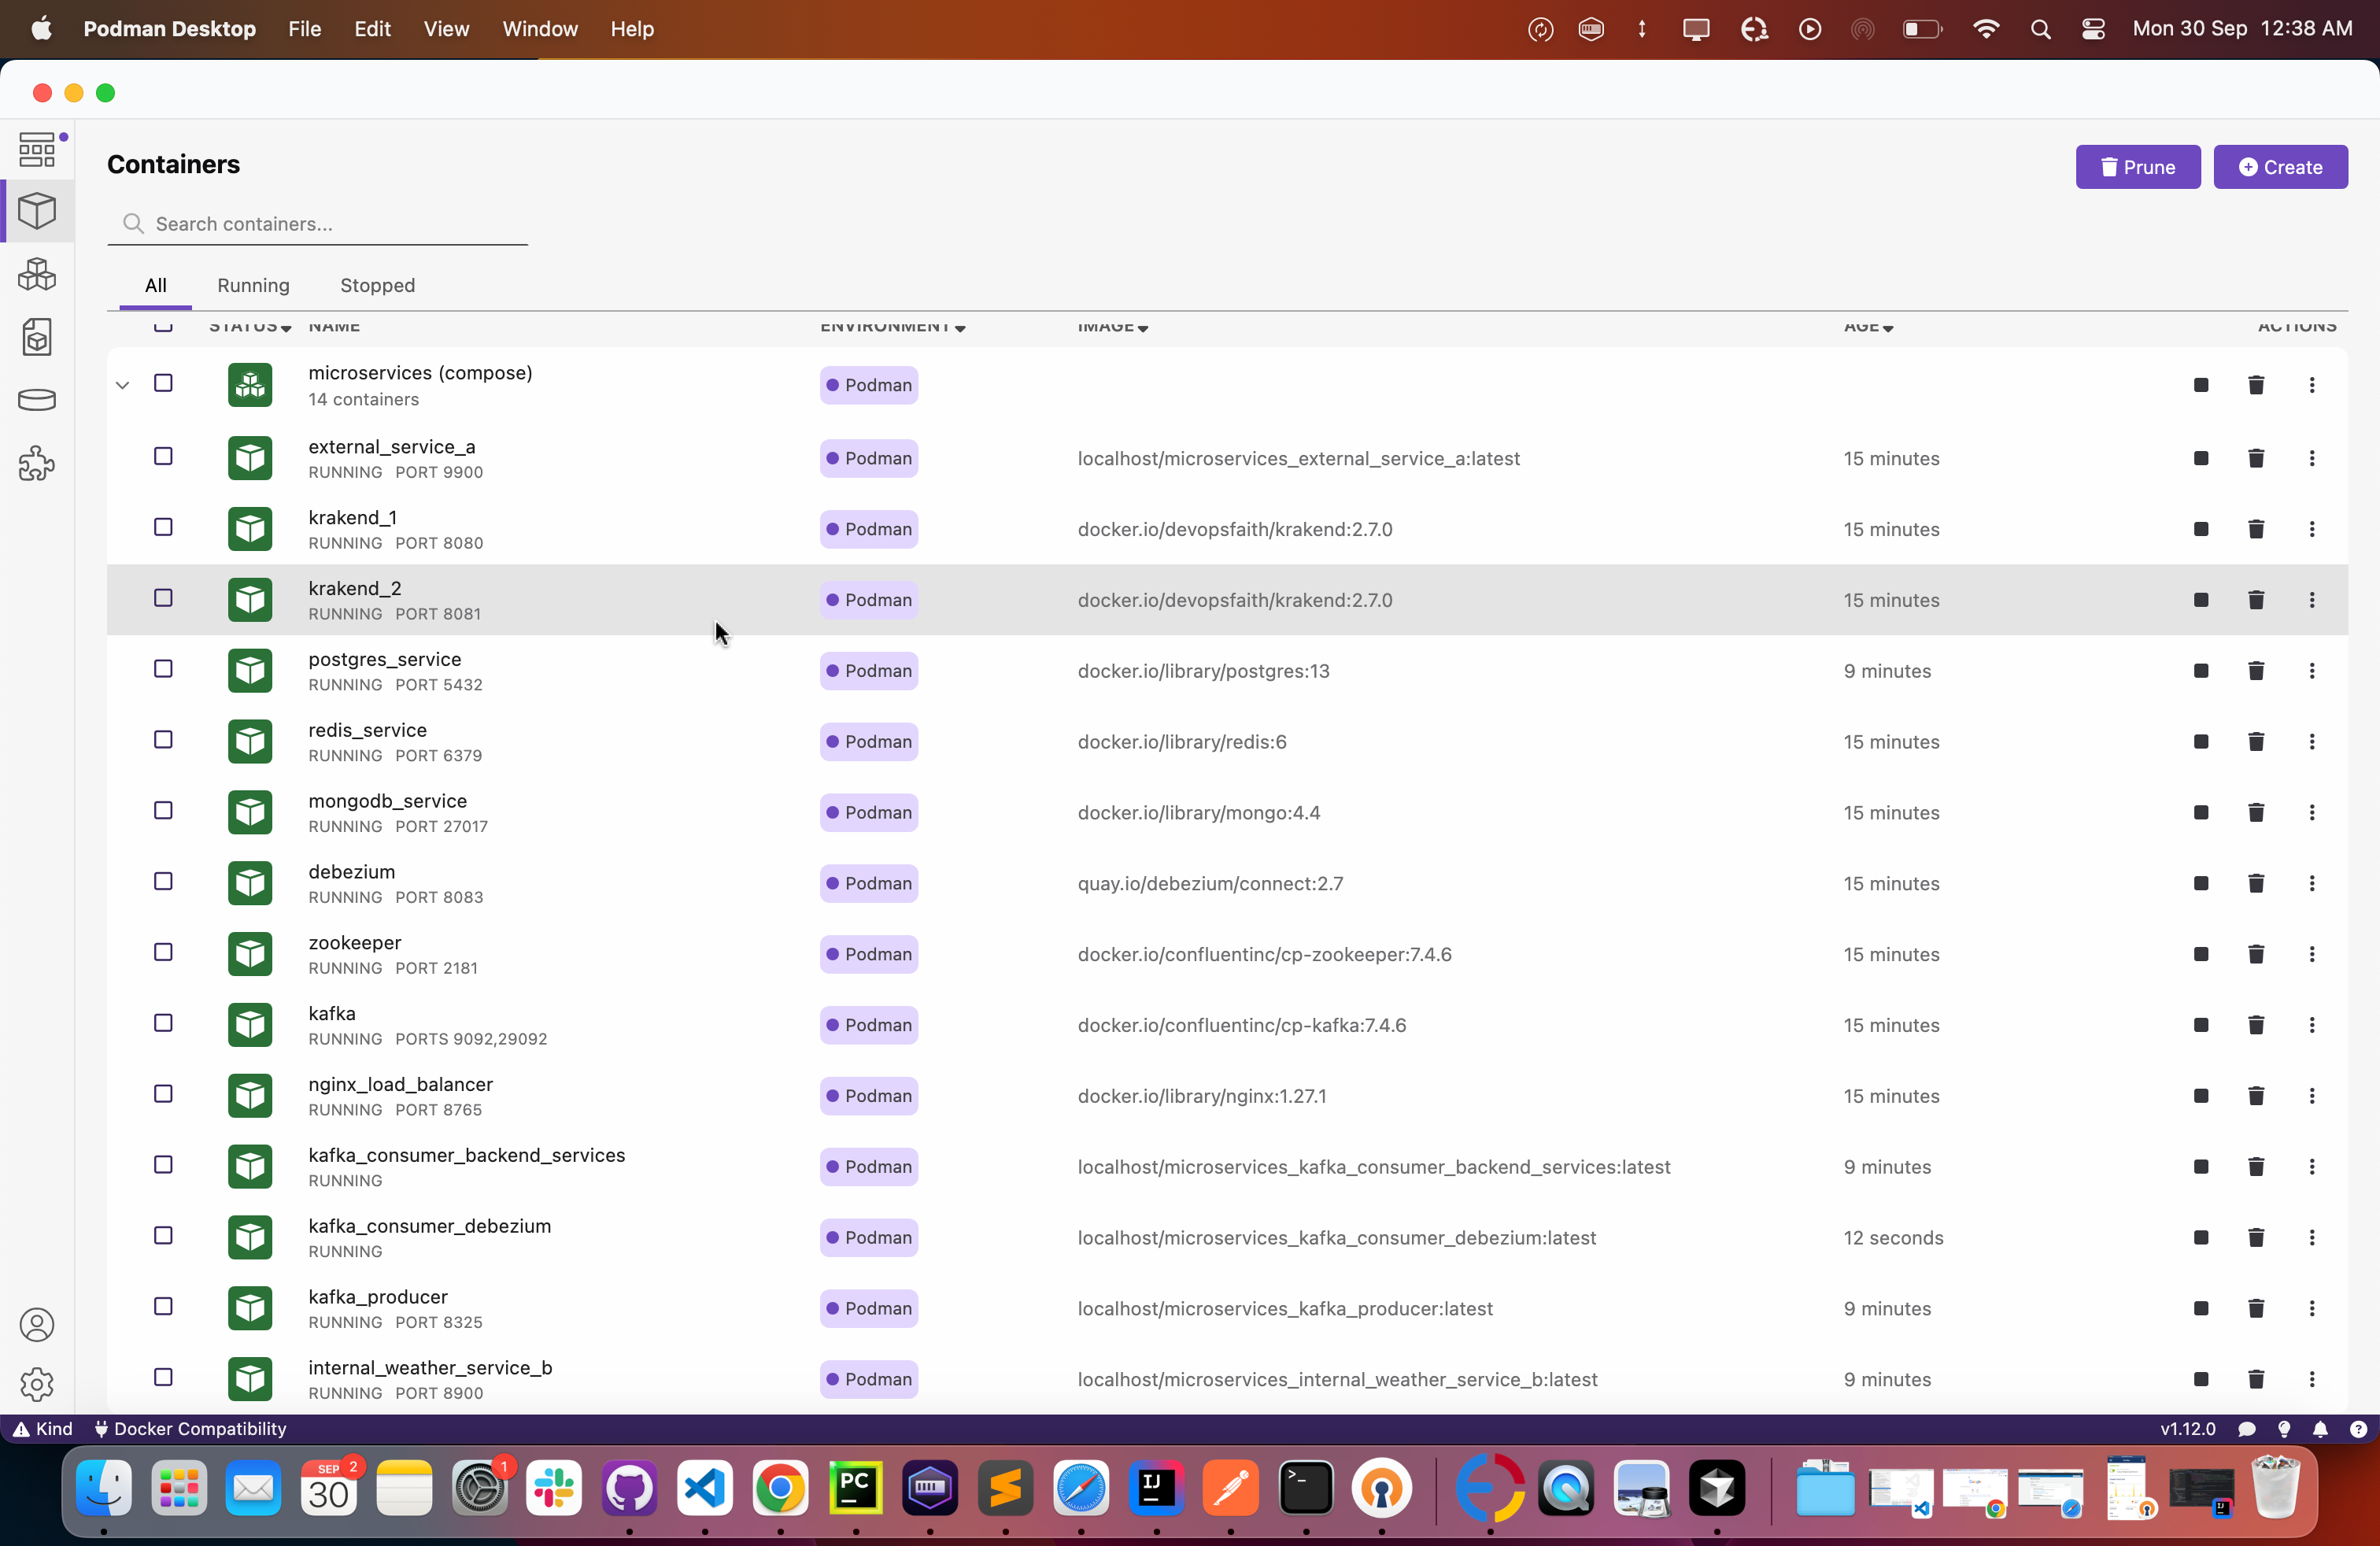 Podman Desktop File Edit View Window Help Mon 30 Sep 12:38 AM
Containers
Prune Create
Search containers...
All Running Stopped
STATUS NAME ENVIRONMENT IMAGE AGE ACTIONS
microservices (compose)
14 containers
Podman
external_service_a
RUNNING PORT 9900
Podman
localhost/microservices_external_service_a:latest
15 minutes
krakend_1
RUNNING PORT 8080
Podman
docker.io/devopsfaith/krakend:2.7.0
15 minutes
krakend_2
RUNNING PORT 8081
Podman
docker.io/devopsfaith/krakend:2.7.0
15 minutes
postgres_service
RUNNING PORT 5432
Podman
docker.io/library/postgres:13
9 minutes
redis_service
RUNNING PORT 6379
Podman
docker.io/library/redis:6
15 minutes
mongodb_service
RUNNING PORT 27017
Podman
docker.io/library/mongo:4.4
15 minutes
debezium
RUNNING PORT 8083
Podman
quay.io/debezium/connect:2.7
15 minutes
zookeeper
RUNNING PORT 2181
Podman
docker.io/confluentinc/cp-zookeeper:7.4.6
15 minutes
kafka
RUNNING PORTS 9092,29092
Podman
docker.io/confluentinc/cp-kafka:7.4.6
15 minutes
nginx_load_balancer
RUNNING PORT 8765
Podman
docker.io/library/nginx:1.27.1
15 minutes
kafka_consumer_backend_services
RUNNING
Podman
localhost/microservices_kafka_consumer_backend_services:latest
9 minutes
kafka_consumer_debezium
RUNNING
Podman
localhost/microservices_kafka_consumer_debezium:latest
12 seconds
kafka_producer
RUNNING PORT 8325
Podman
localhost/microservices_kafka_producer:latest
9 minutes
internal_weather_service_b
RUNNING PORT 8900
Podman
localhost/microservices_internal_weather_service_b:latest
9 minutes
Kind Docker Compatibility v1.12.0
SEP 2
30
1
PC
IJ